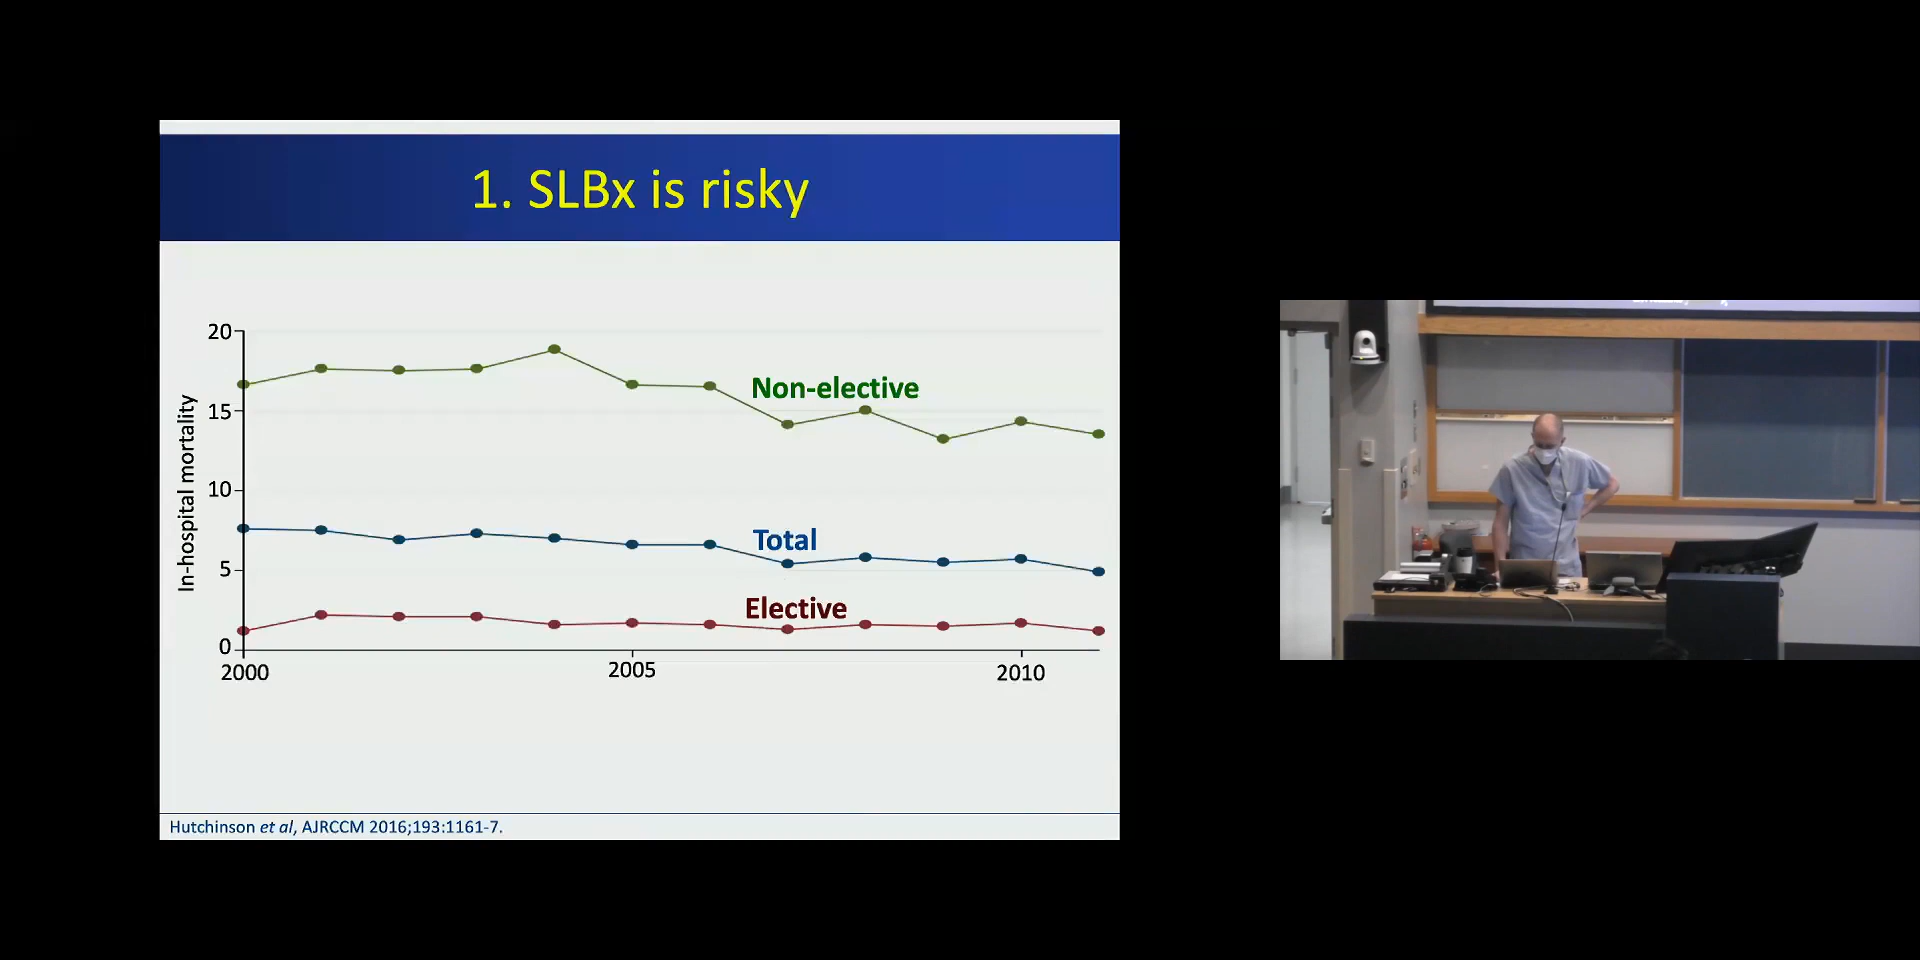 1. SLBx is risky
20
15
10
5
0
In-hospital mortality
Non-elective
Total
Elective
2000
2005
2010
Hutchinson et al, AJRCCM 2016;193:1161-7.